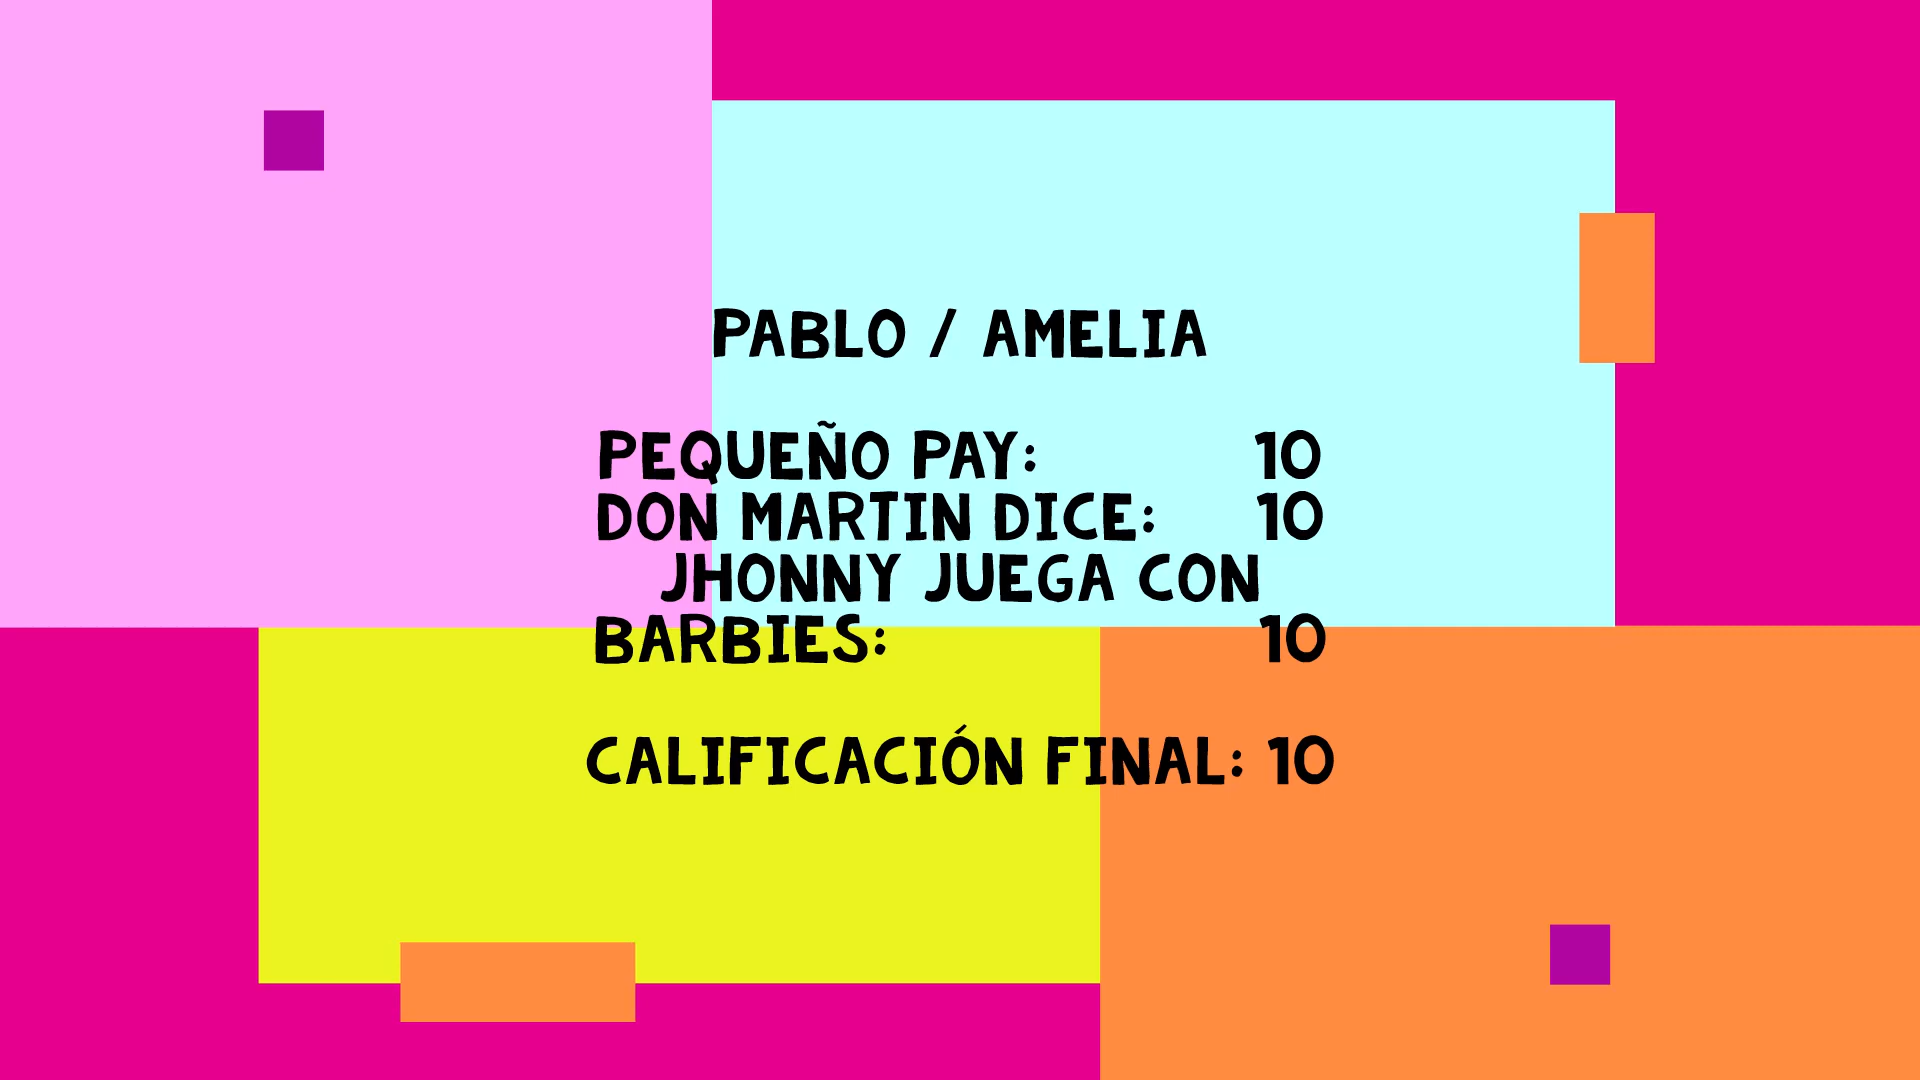 PABLO / AMELIA
PEQUEÑO PAY: 10
DON MARTIN DICE: 10
JHONNY JUEGA CON
BARBIES: 10
CALIFICACIÓN FINAL: 10